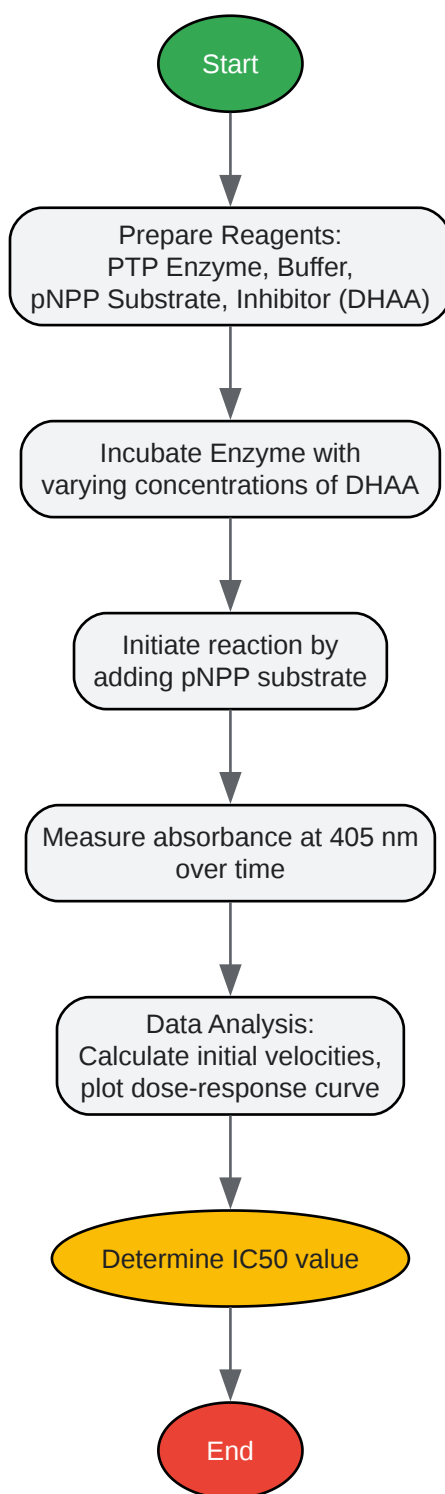 Start
Prepare Reagents:
PTP Enzyme, Buffer,
pNPP Substrate, Inhibitor (DHAA)
Incubate Enzyme with
varying concentrations of DHAA
Initiate reaction by
adding pNPP substrate
Measure absorbance at 405 nm
over time
Data Analysis:
Calculate initial velocities,
plot dose-response curve
Determine IC50 value
End